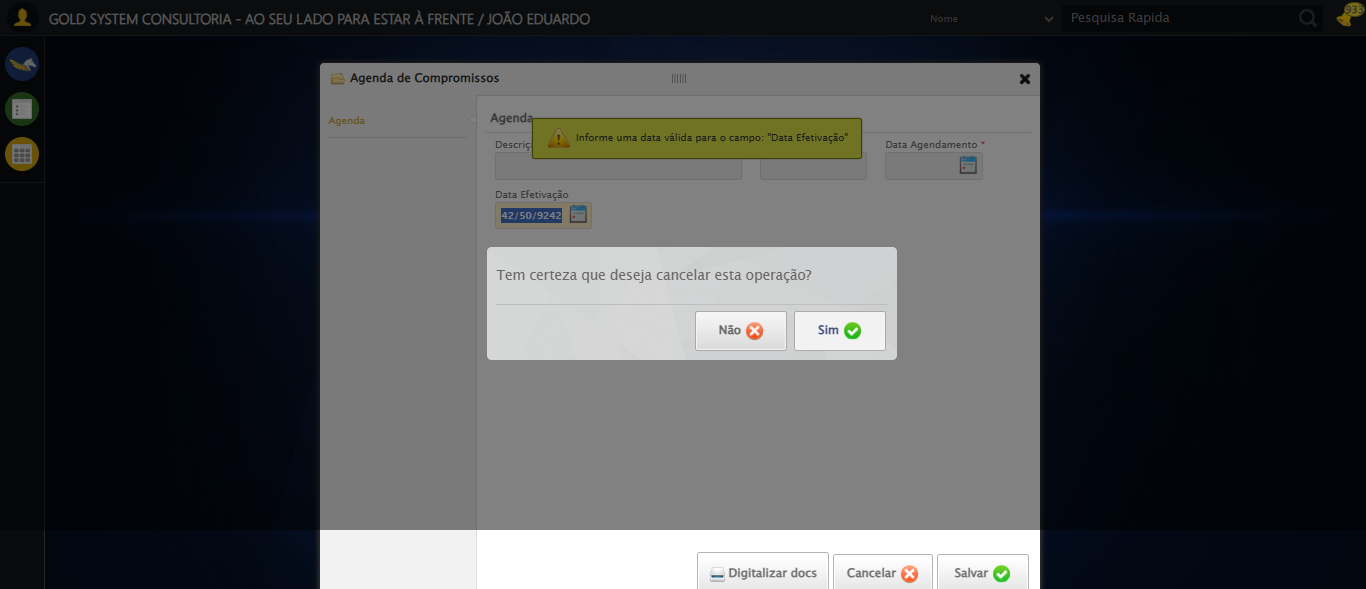 GOLD SYSTEM CONSULTORIA - AO SEU LADO PARA ESTAR À FRENTE / JOÃO EDUARDO
Nome
Pesquisa Rapida
933
Agenda de Compromissos
Agenda
Agenda
Informe uma data válida para o campo: "Data Efetivação"
Data Agendamento *
Data Efetivação
42/50/9242
Tem certeza que deseja cancelar esta operação?
Não
Sim
Digitalizar docs
Cancelar
Salvar